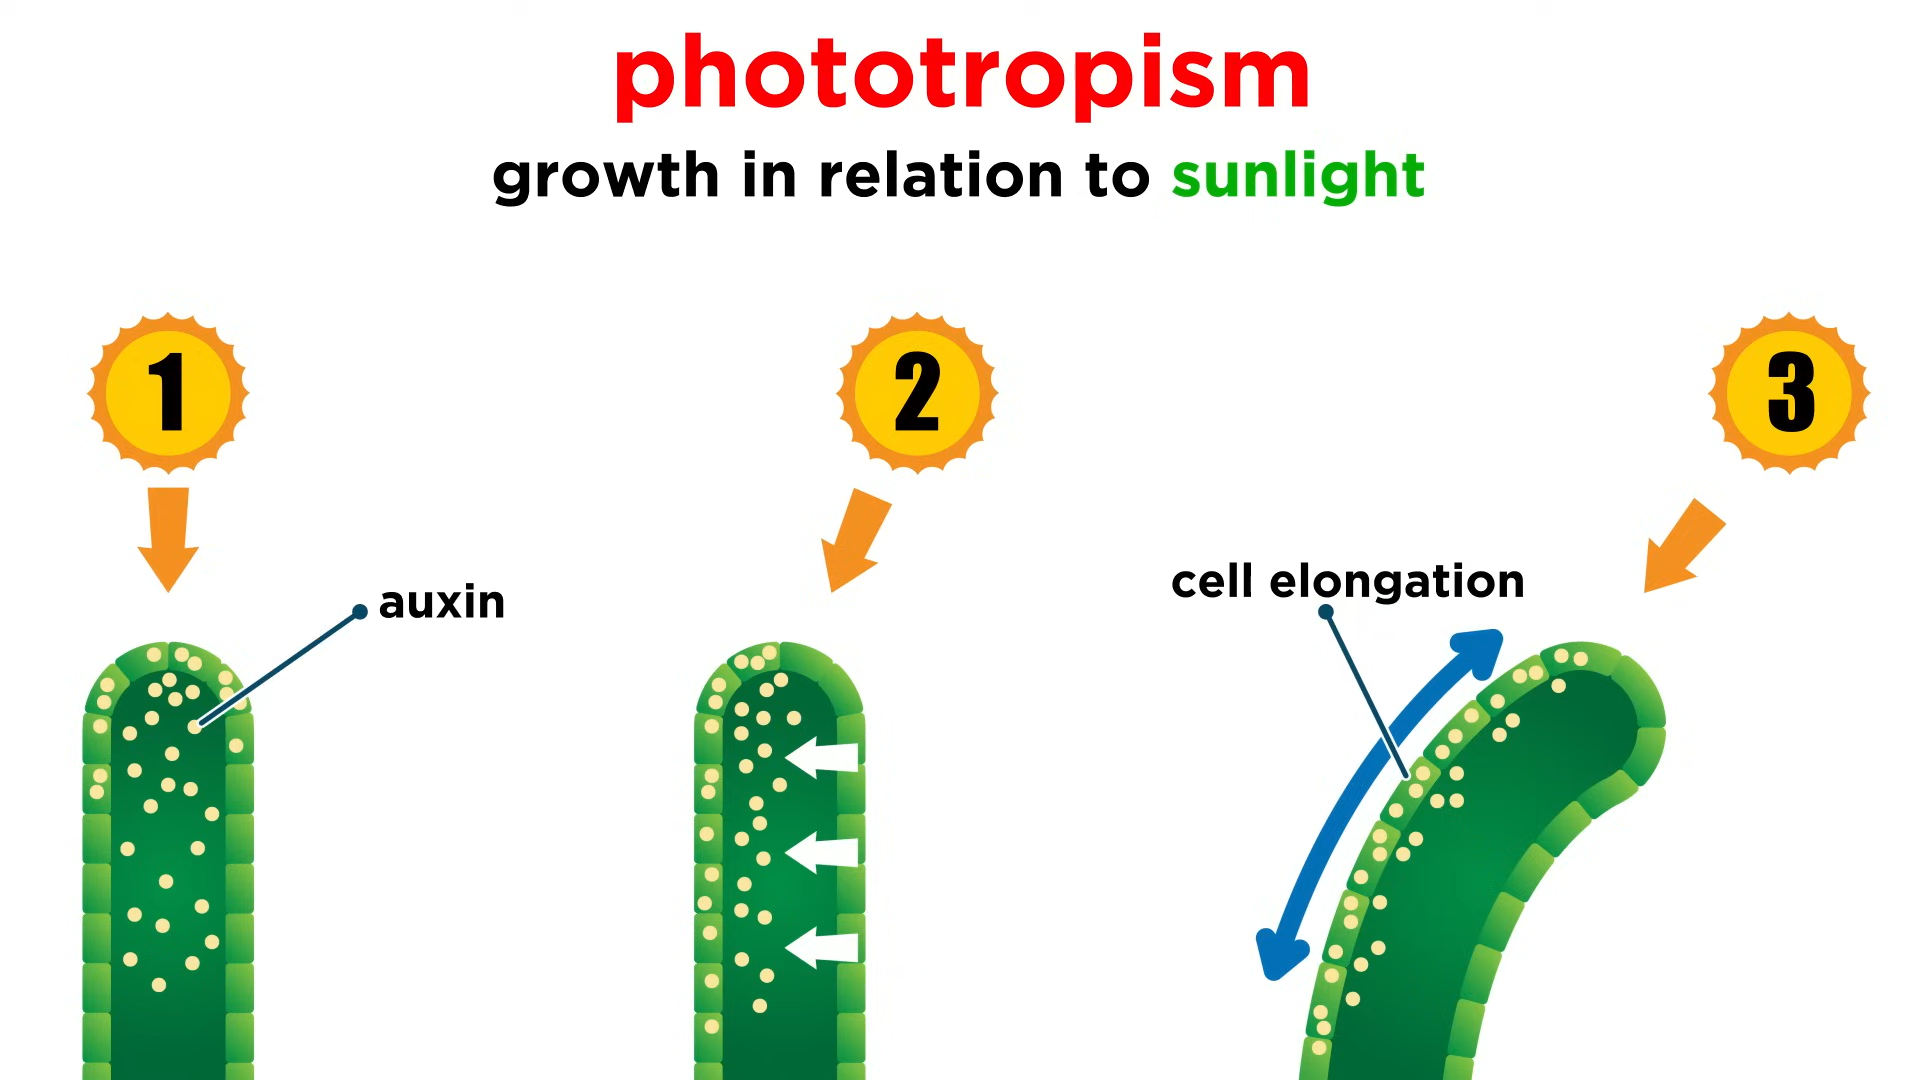 phototropism
growth in relation to sunlight
1
2
3
cell elongation
auxin